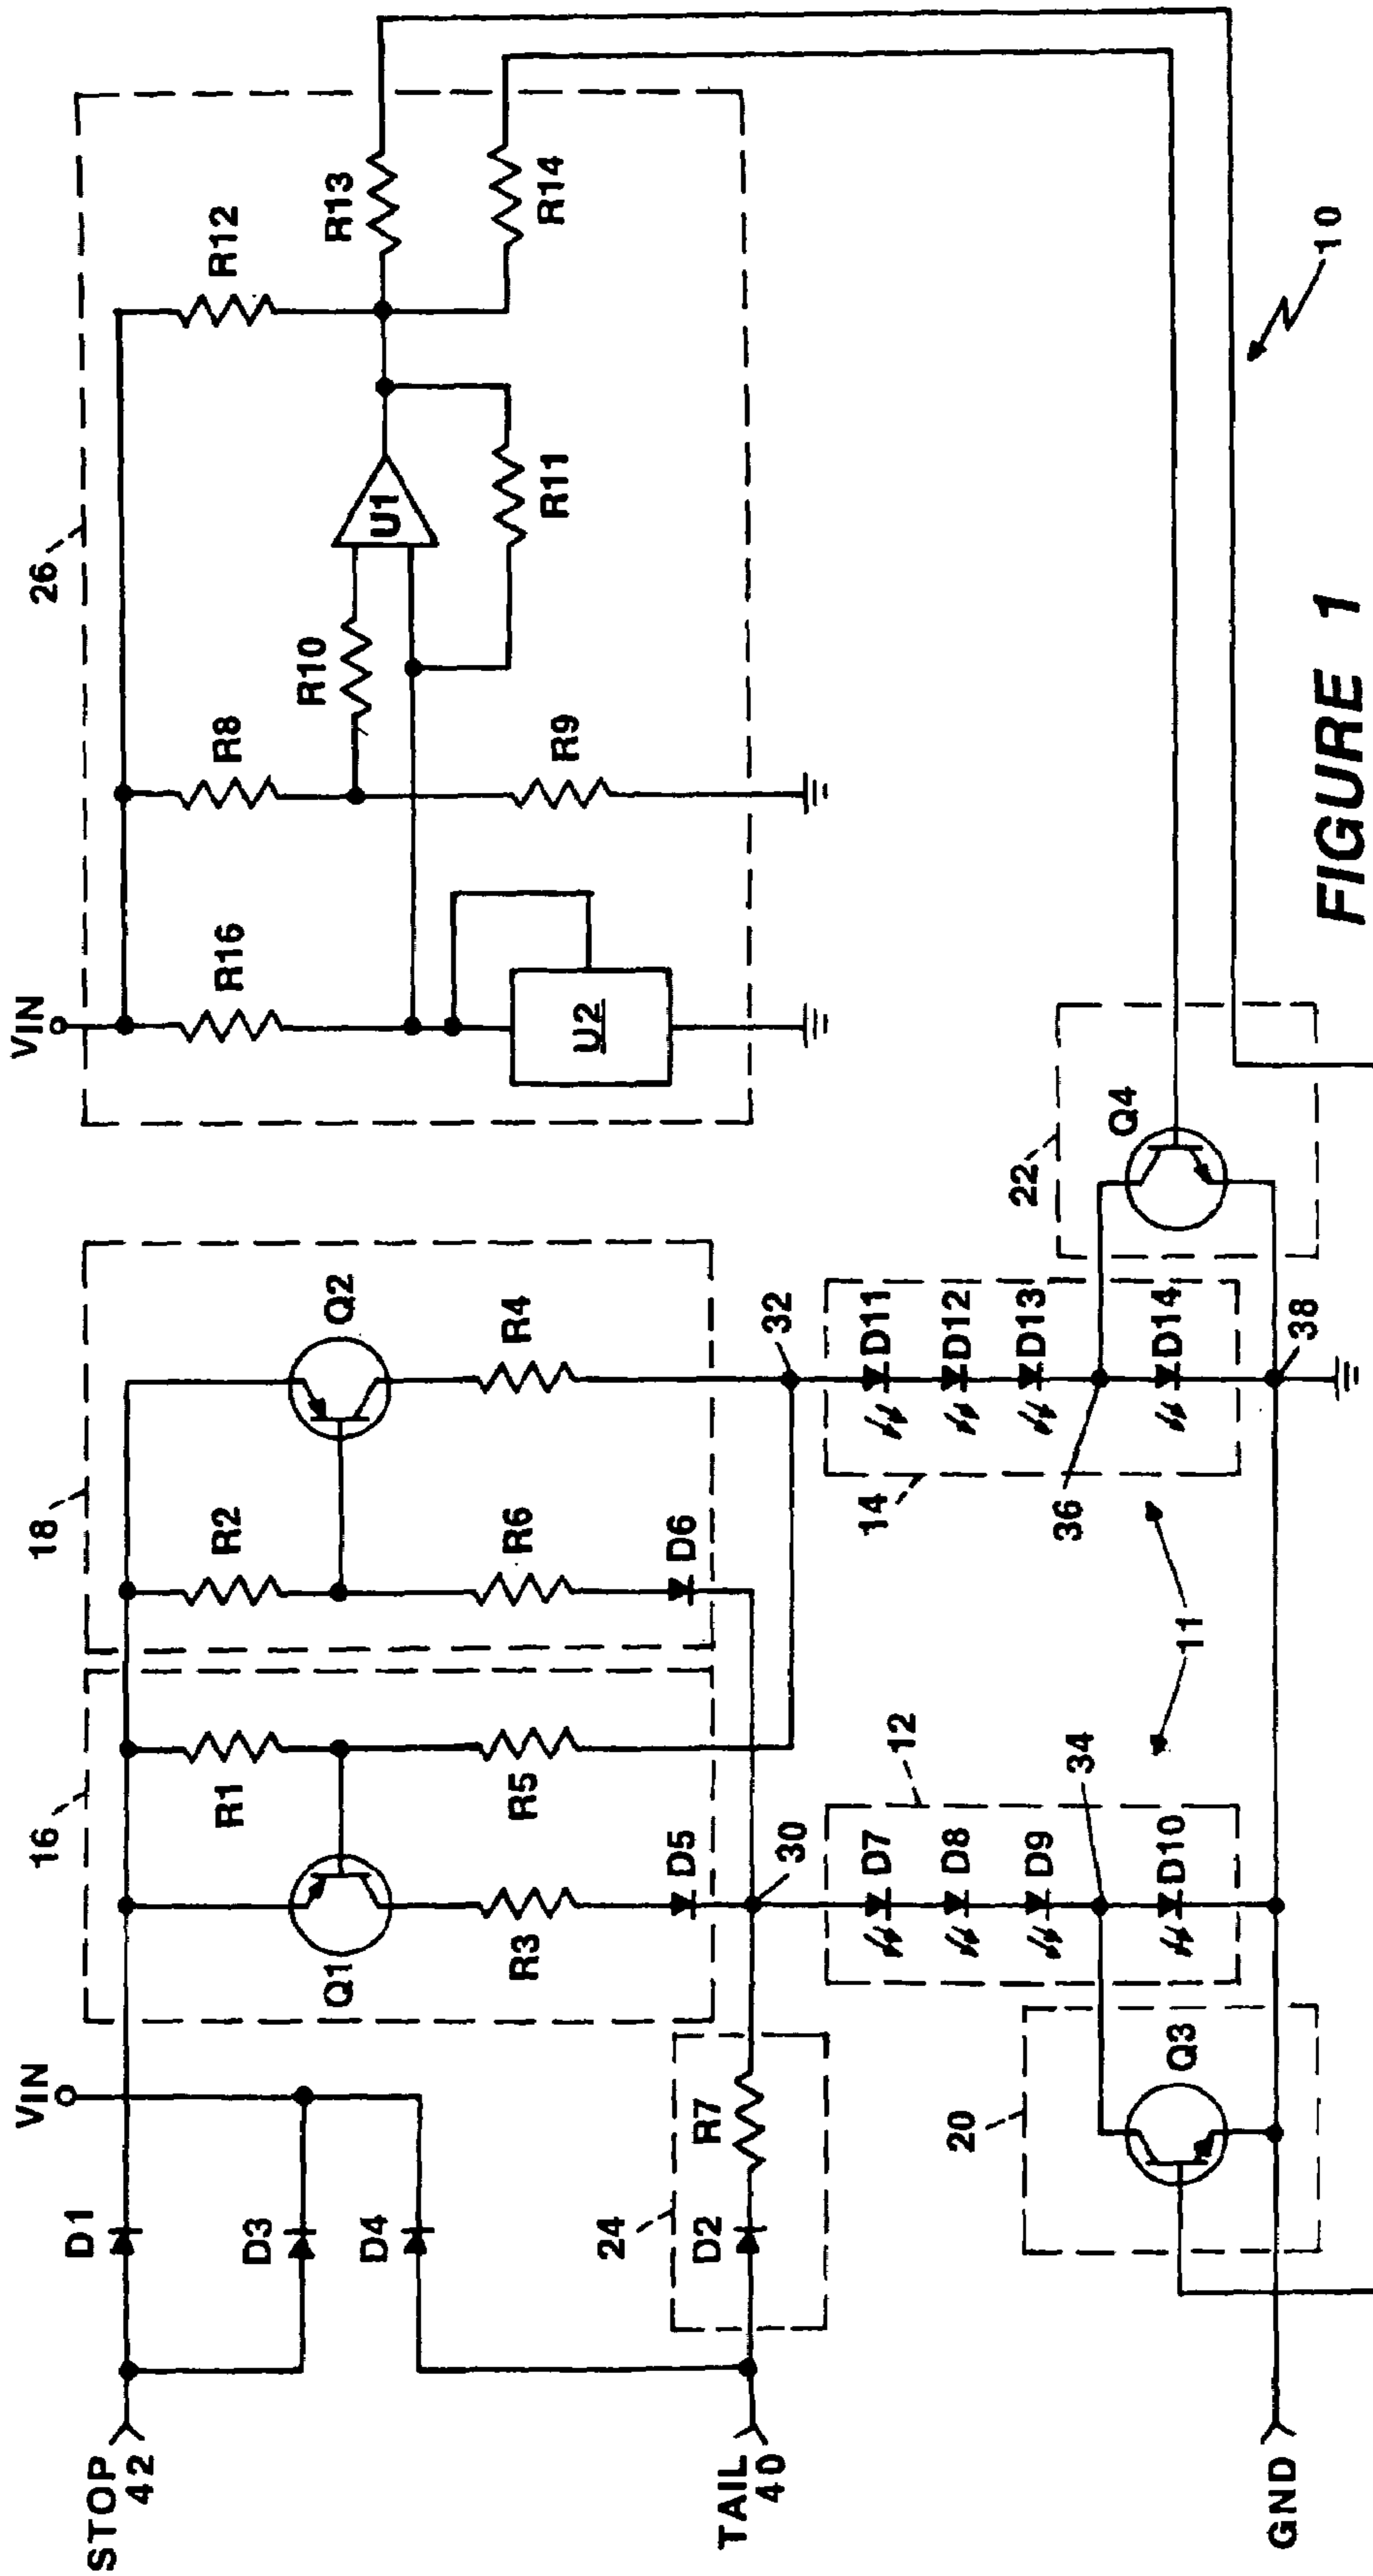 STOP
42
D1
VIN
D3
D4
24
D2
R7
TAIL
40
GND
16
Q1
R1
R3
R5
D5
30
18
R2
Q2
R6
R4
D6
32
12
D7
D8
D9
34
D10
20
Q3
11
14
D11
D12
D13
36
D14
38
22
Q4
VIN
26
R16
R8
R12
R10
U1
R13
R11
R14
R9
U2
10
FIGURE 1